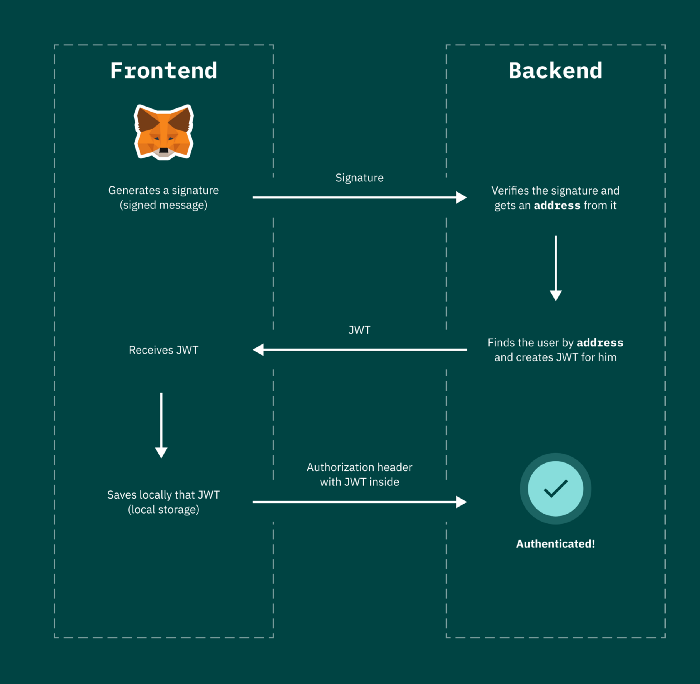 Frontend
Backend
Generates a signature
(signed message)
Signature
Verifies the signature and
gets an address from it
JWT
Finds the user by address
and creates JWT for him
Receives JWT
Saves locally that JWT
(local storage)
Authorization header
with JWT inside
Authenticated!